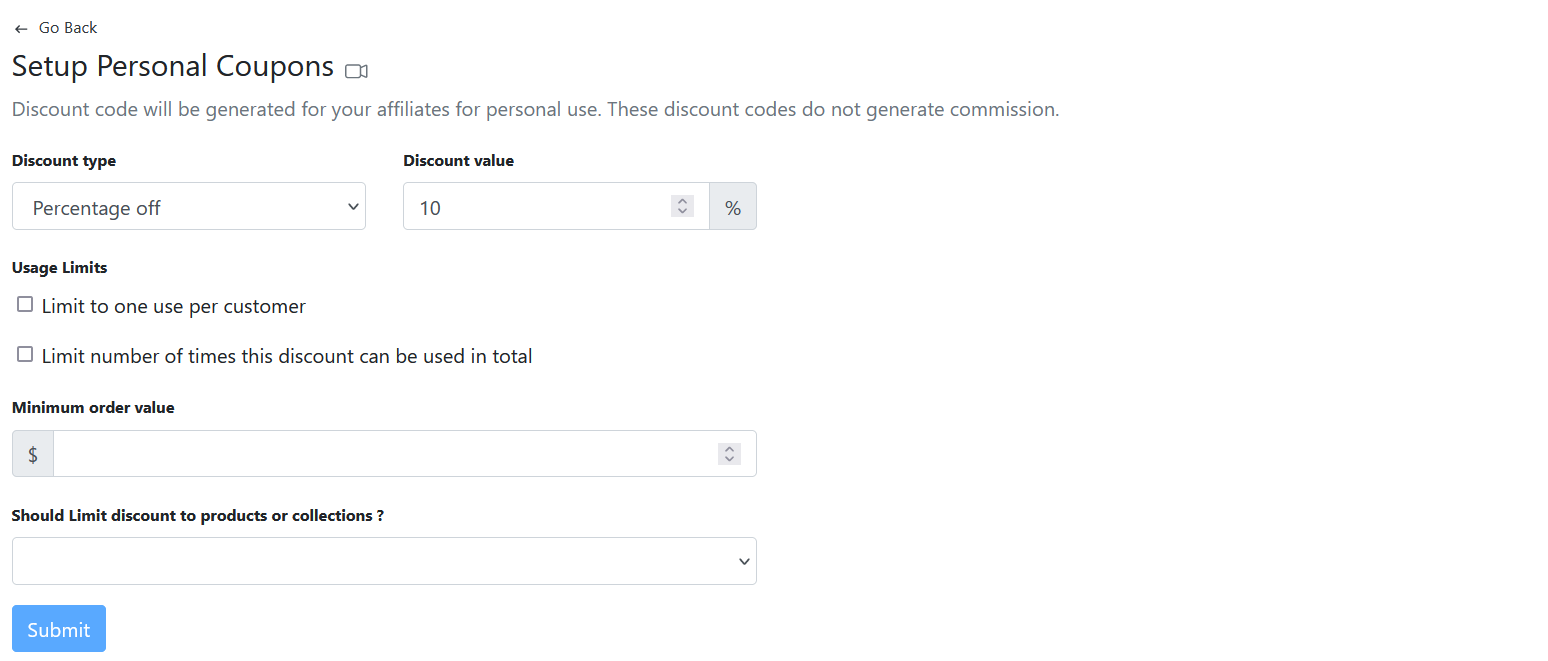 Go Back
Setup Personal Coupons
Discount code will be generated for your affiliates for personal use. These discount codes do not generate commission.
Discount type
Discount value
Percentage off
10
%
Usage Limits
Limit to one use per customer
Limit number of times this discount can be used in total
Minimum order value
$
Should Limit discount to products or collections ?
Submit